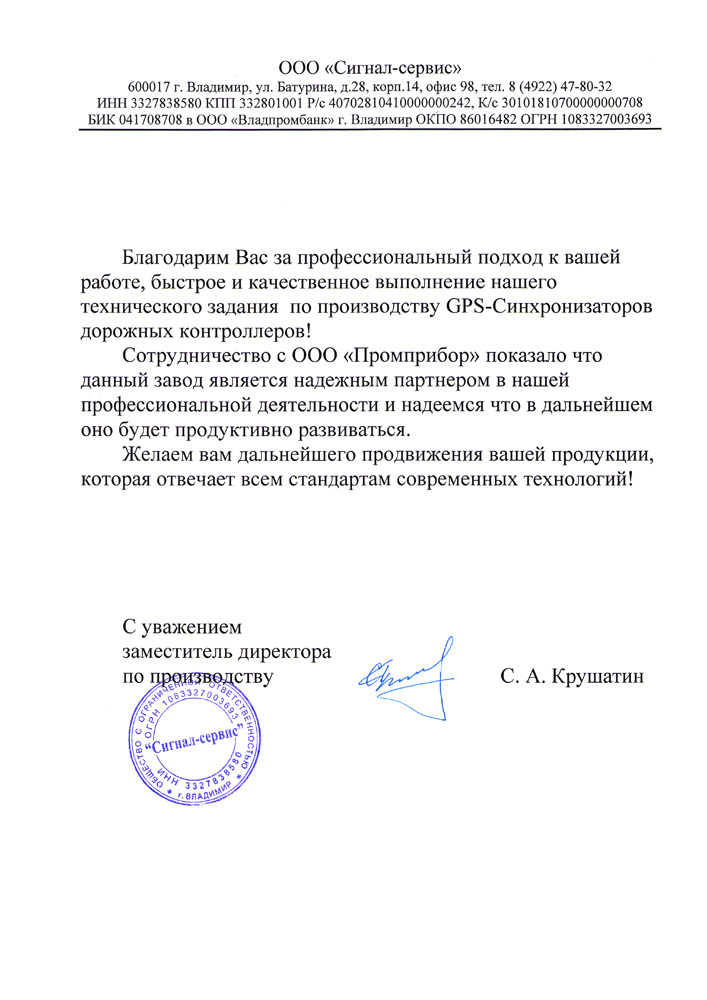 ООО «Сигнал-сервис»
600017 г. Владимир, ул. Батурина, д.28, корп.14, офис 98, тел. 8 (4922) 47-80-32
ИНН 3327838580 КПП 332801001 Р/с 40702810410000000242, К/с 30101810700000000708
БИК 041708708 в ООО «Владпромбанк» г. Владимир ОКПО 86016482 ОГРН 1083327003693
Благодарим Вас за профессиональный подход к вашей
работе, быстрое и качественное выполнение нашего
технического задания по производству GPS-Синхронизаторов
дорожных контроллеров!
Сотрудничество с ООО «Промприбор» показало что
данный завод является надежным партнером в нашей
профессиональной деятельности и надеемся что в дальнейшем
оно будет продуктивно развиваться.
Желаем вам дальнейшего продвижения вашей продукции,
которая отвечает всем стандартам современных технологий!
С уважением
заместитель директора
по производству
С. А. Крушатин
ОБЩЕСТВО С ОГРАНИЧЕННОЙ ОТВЕТСТВЕННОСТЬЮ
ОГРН 1083327003693
"Сигнал-сервис"
ИНН 3327838580
г. ВЛАДИМИР